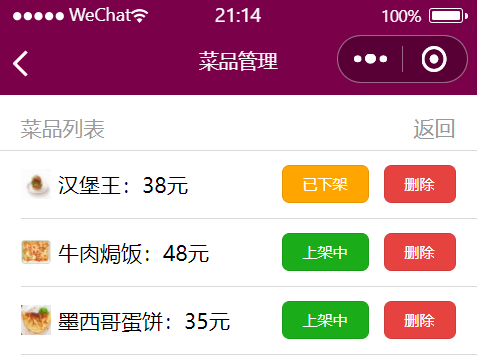 ●●●●● WeChat 21:14 100%
菜品管理
菜品列表 返回
汉堡王：38元 已下架 删除
牛肉焗饭：48元 上架中 删除
墨西哥蛋饼：35元 上架中 删除